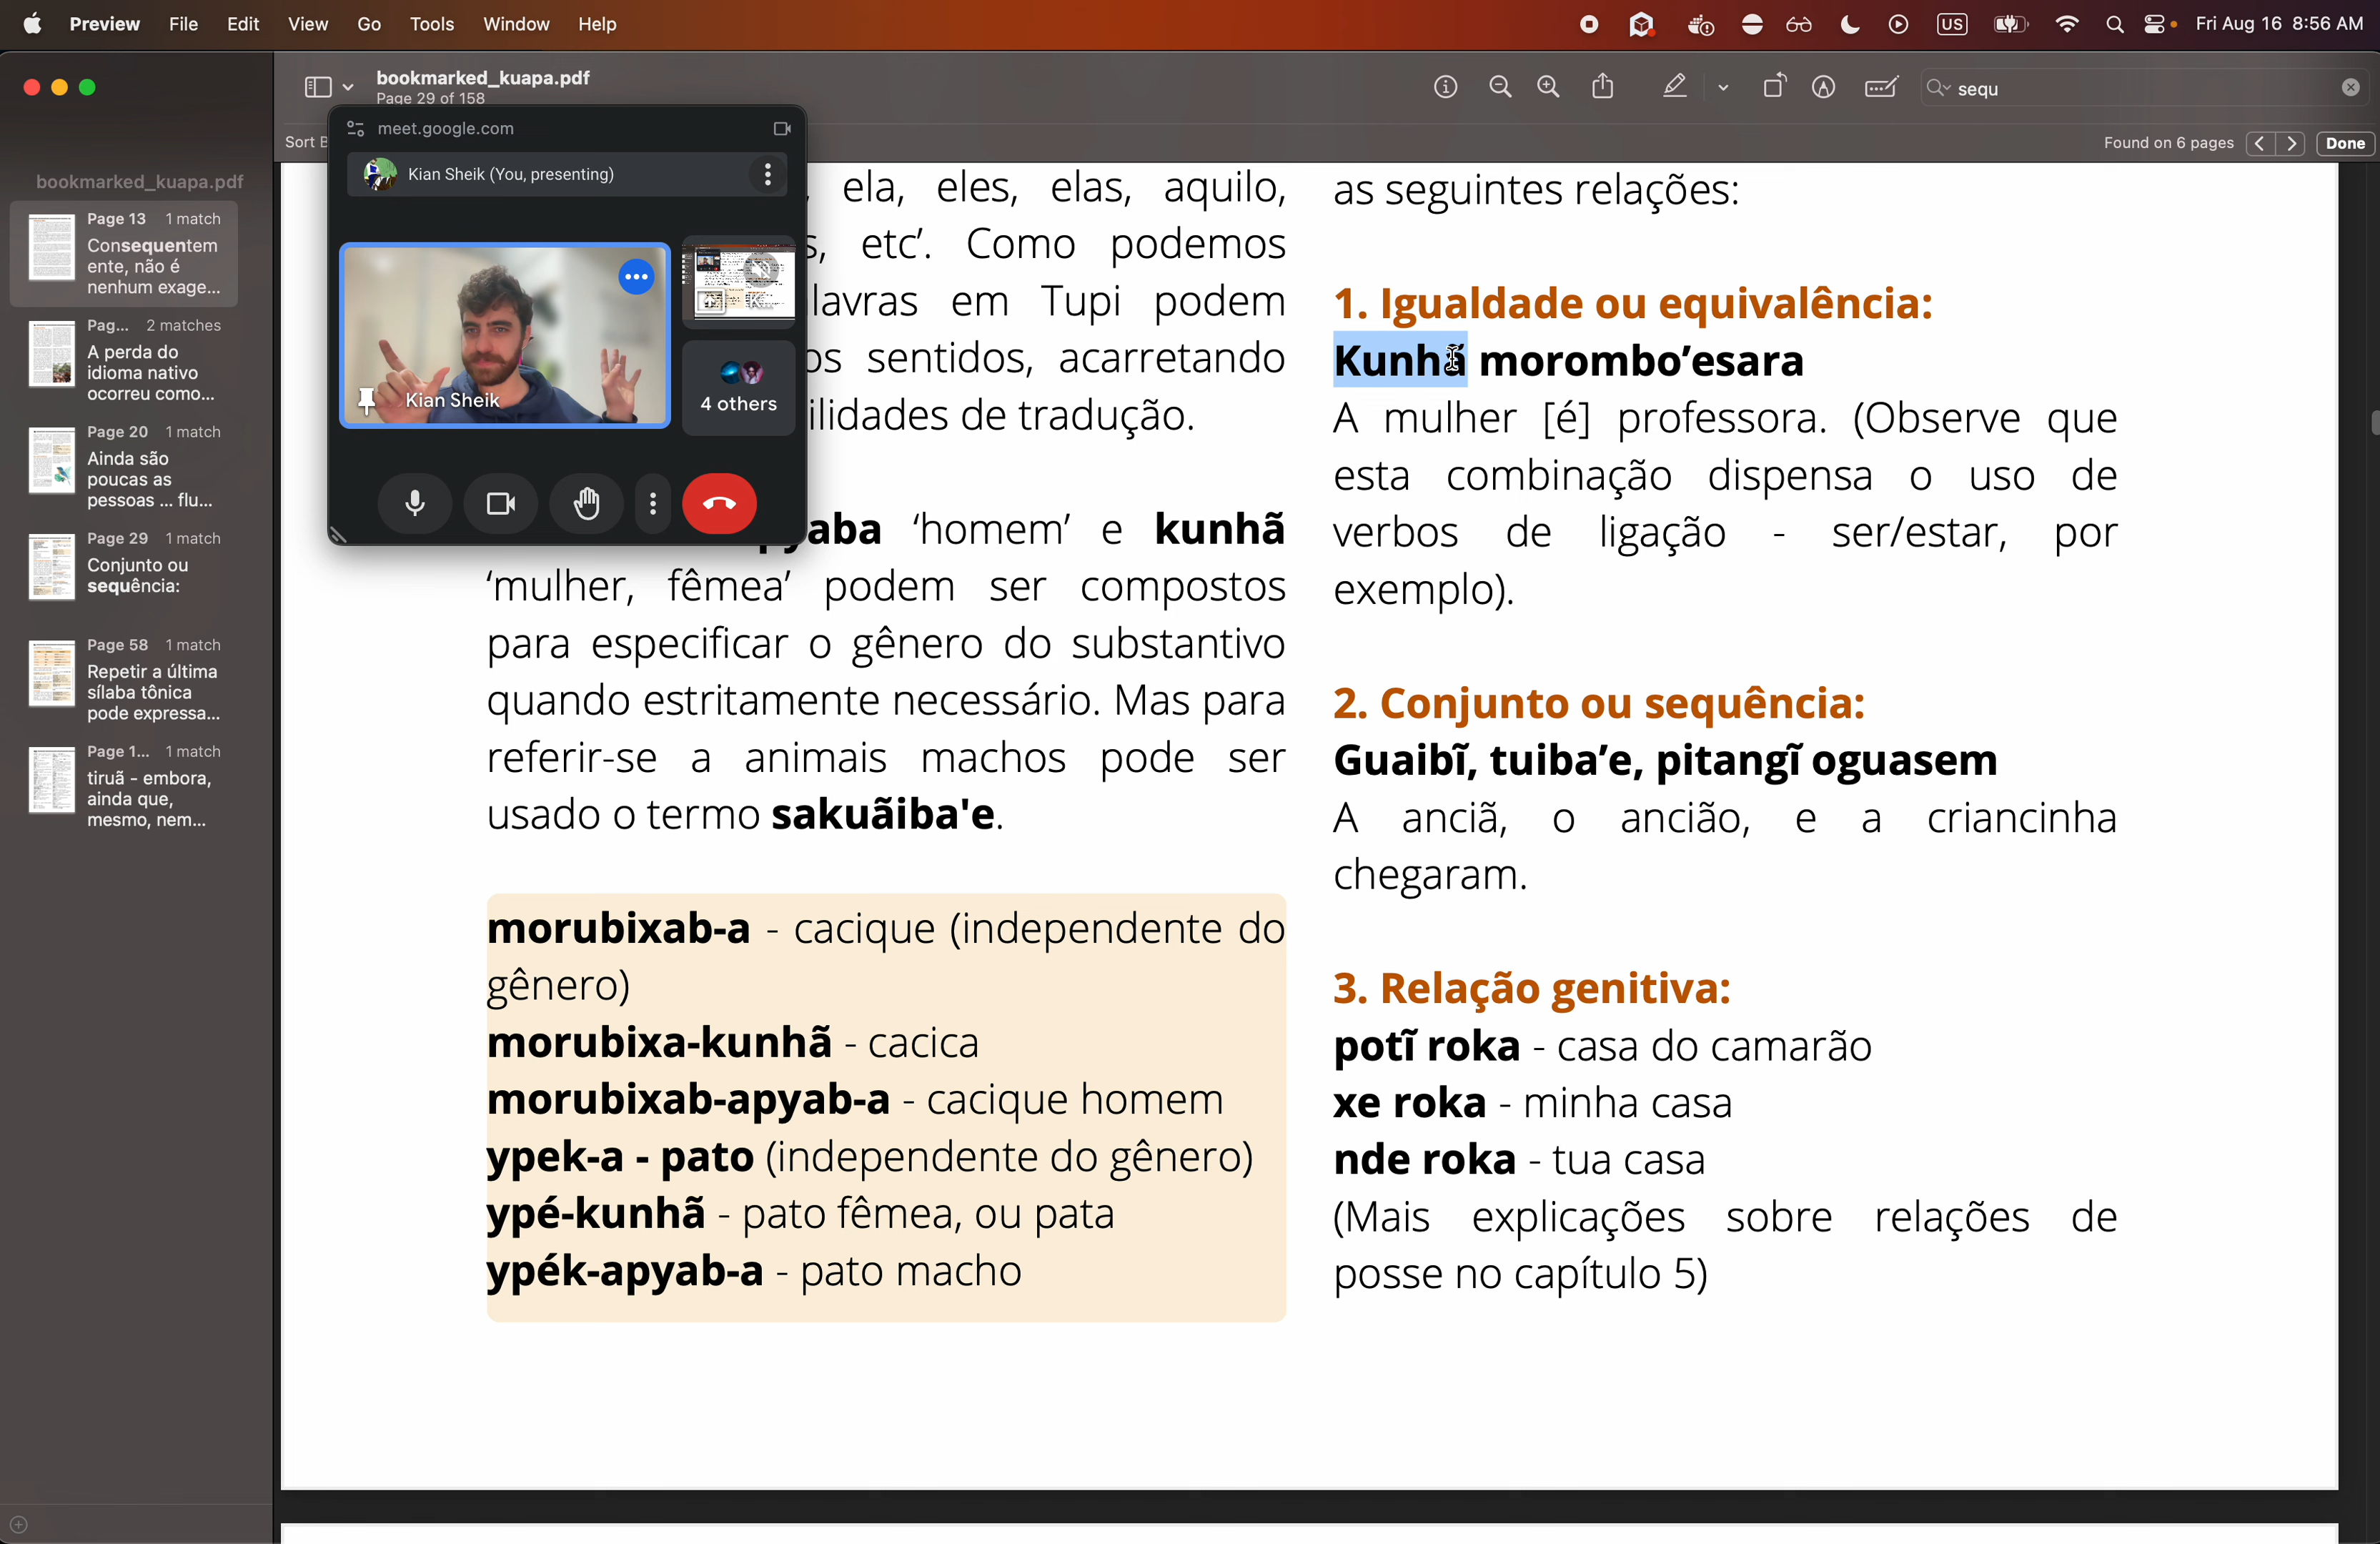 Preview File Edit View Go Tools Window Help
US
Fri Aug 16 8:56 AM
bookmarked_kuapa.pdf
Page 29 of 158
sequ
Sort B
Found on 6 pages
Done
bookmarked_kuapa.pdf
Page 13 1 match
Consequentem
ente, não é
nenhum exage...
Pag... 2 matches
A perda do
idioma nativo
ocorreu como...
Page 20 1 match
Ainda são
poucas as
pessoas ... flu...
Page 29 1 match
Conjunto ou
sequência:
Page 58 1 match
Repetir a última
sílaba tônica
pode expressa...
Page 1... 1 match
tiruã - embora,
ainda que,
mesmo, nem...
meet.google.com
Kian Sheik (You, presenting)
Kian Sheik
4 others
ela, eles, elas, aquilo,
s, etc’. Como podemos
lavras em Tupi podem
os sentidos, acarretando
ilidades de tradução.
pyaba ‘homem’ e kunhã
‘mulher, fêmea’ podem ser compostos
para especificar o gênero do substantivo
quando estritamente necessário. Mas para
referir-se a animais machos pode ser
usado o termo sakuãiba'e.
morubixab-a - cacique (independente do
gênero)
morubixa-kunhã - cacica
morubixab-apyab-a - cacique homem
ypek-a - pato (independente do gênero)
ypé-kunhã - pato fêmea, ou pata
ypék-apyab-a - pato macho
as seguintes relações:
1. Igualdade ou equivalência:
Kunhã morombo’esara
A mulher [é] professora. (Observe que
esta combinação dispensa o uso de
verbos de ligação - ser/estar, por
exemplo).
2. Conjunto ou sequência:
Guaibĩ, tuiba’e, pitangĩ oguasem
A anciã, o ancião, e a criancinha
chegaram.
3. Relação genitiva:
potĩ roka - casa do camarão
xe roka - minha casa
nde roka - tua casa
(Mais explicações sobre relações de
posse no capítulo 5)